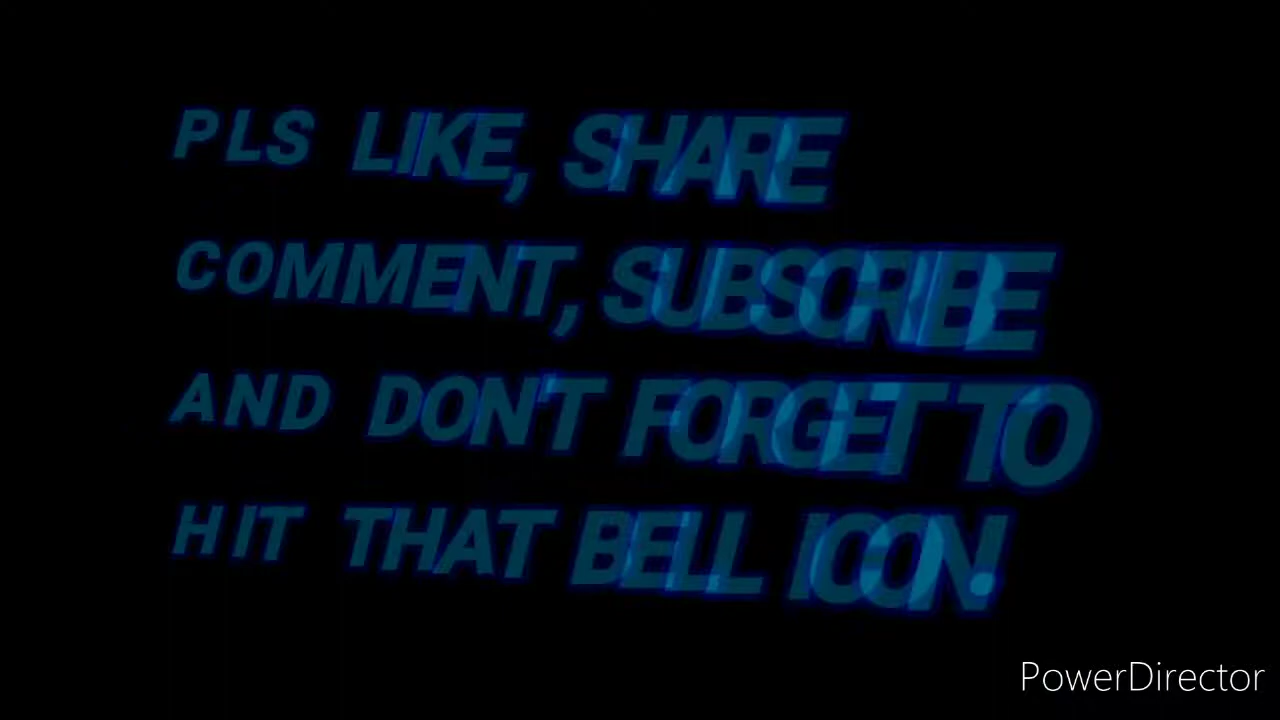 PLS LIKE, SHARE
COMMENT, SUBSCRIBE
AND DON'T FORGET TO
HIT THAT BELL ICON!
PowerDirector